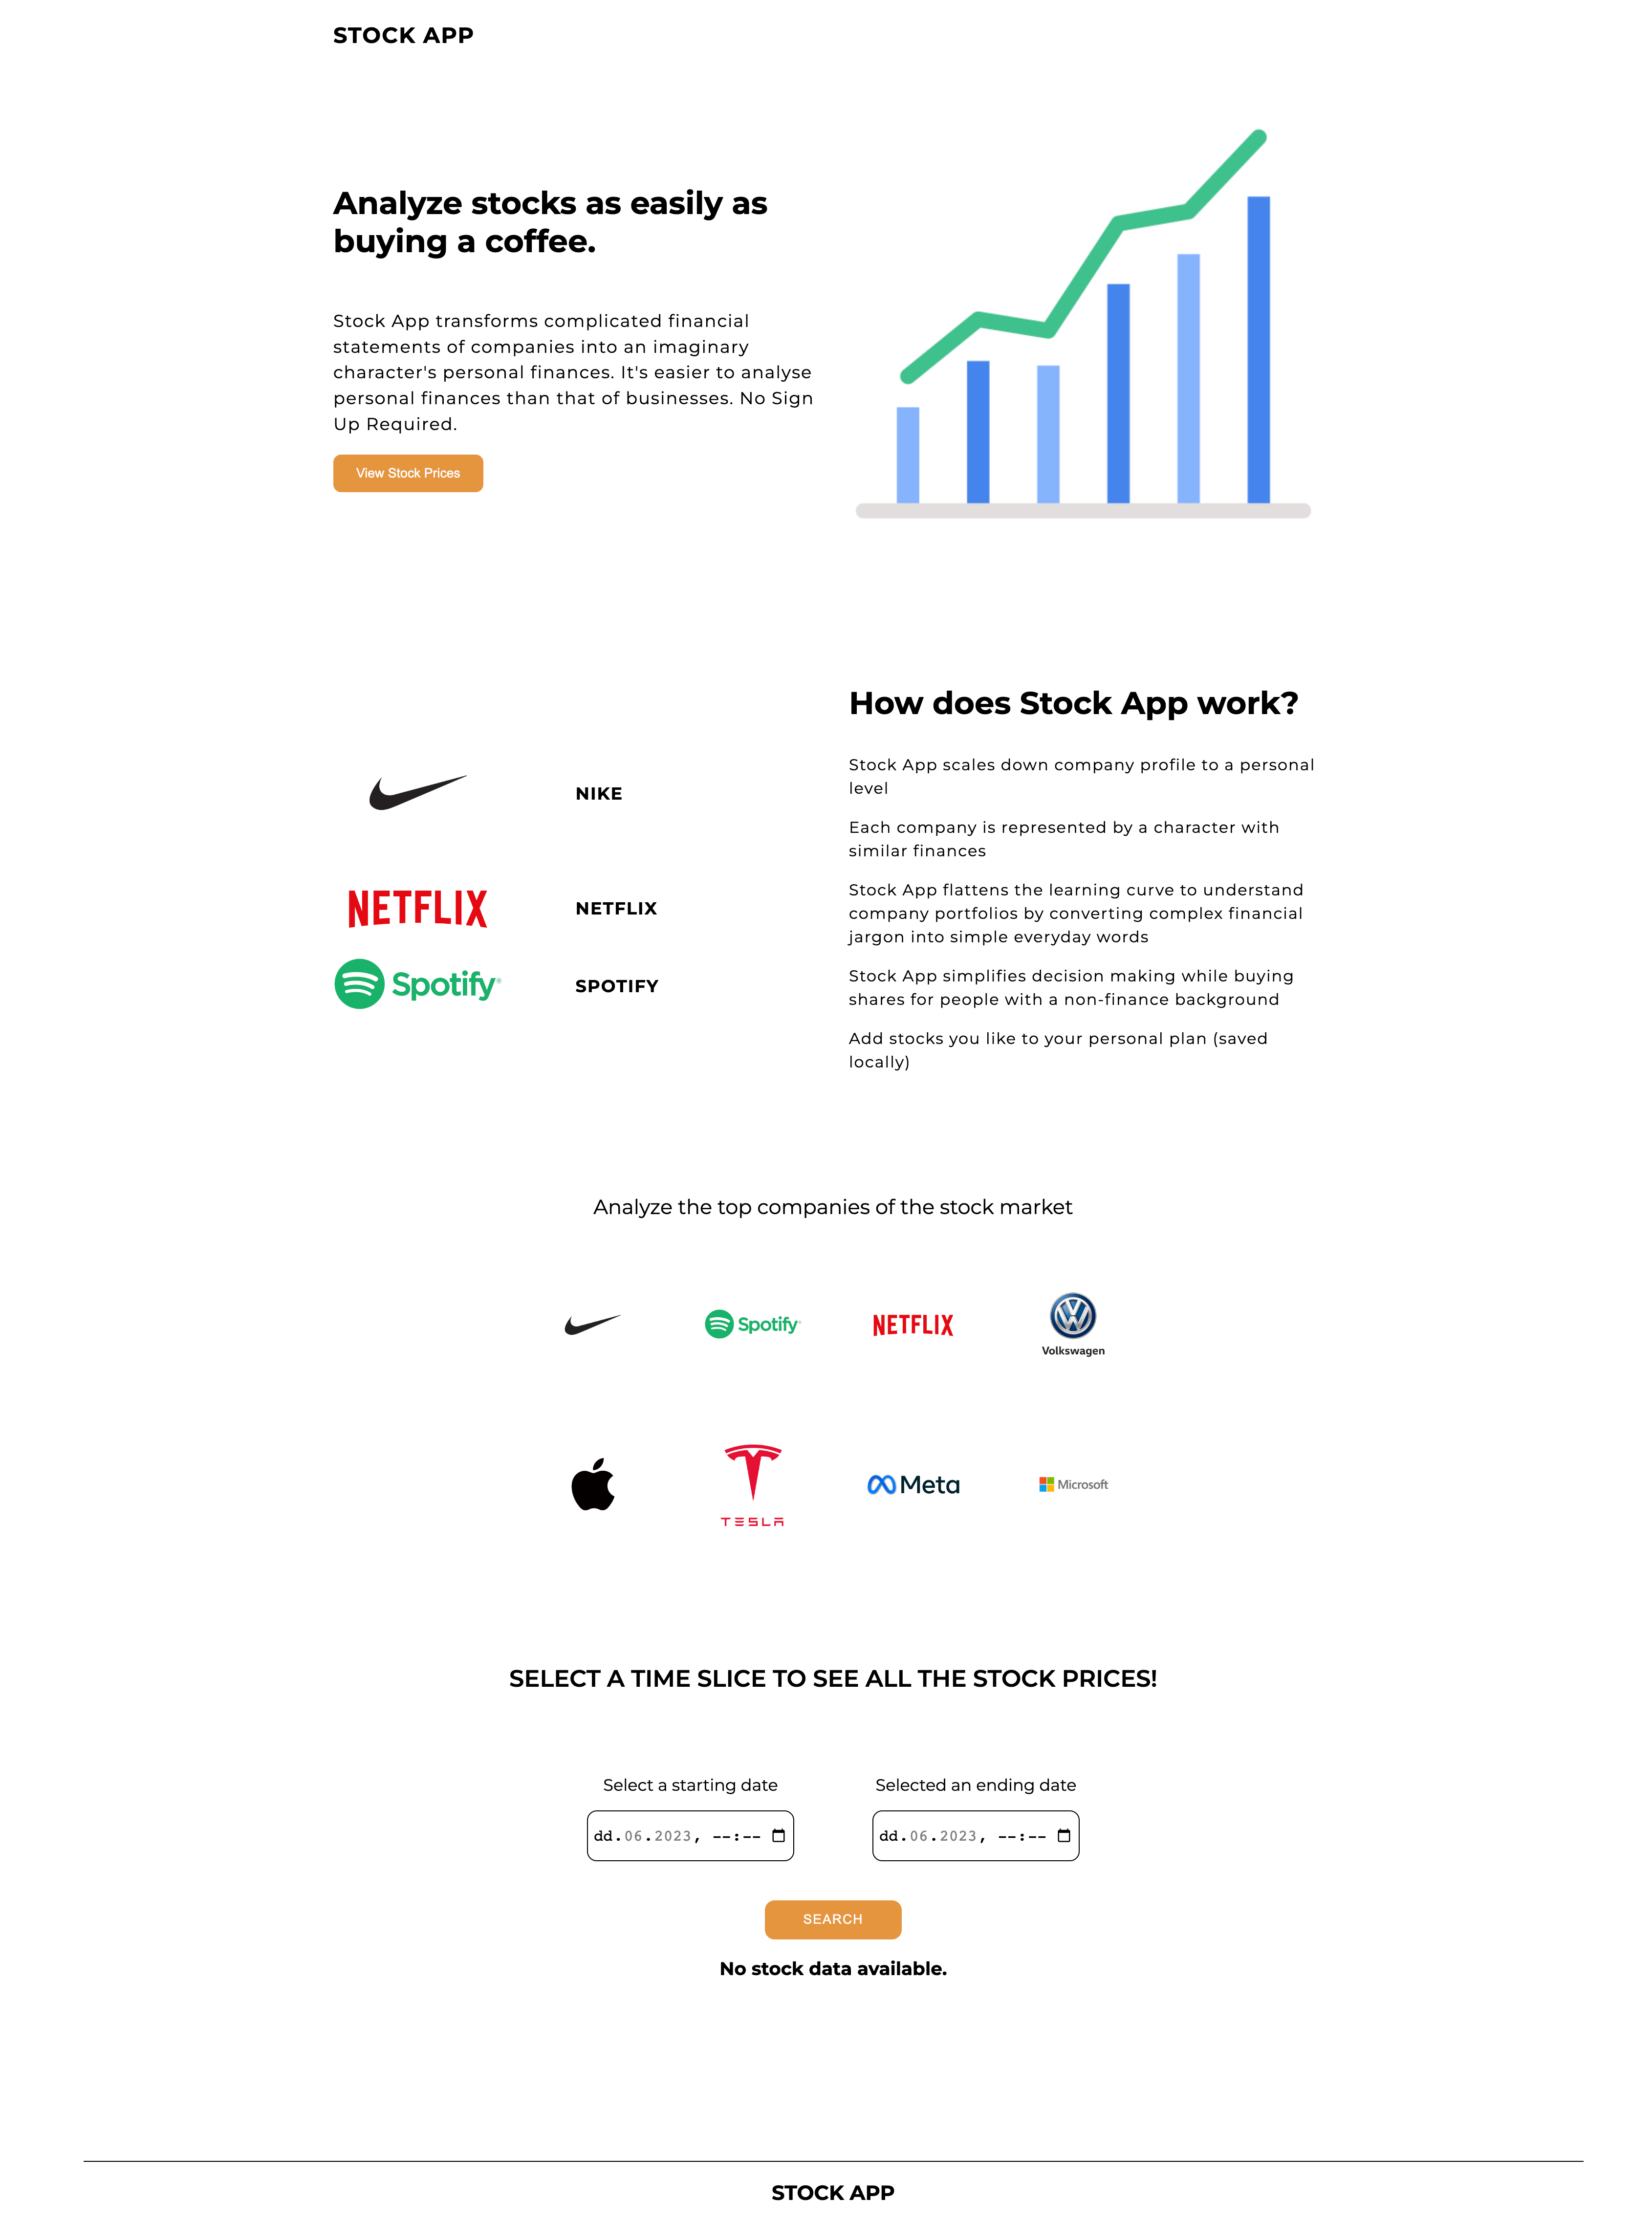 STOCK APP
Analyze stocks as easily as
buying a coffee.
Stock App transforms complicated financial
statements of companies into an imaginary
character's personal finances. It's easier to analyse
personal finances than that of businesses. No Sign
Up Required.
View Stock Prices
NIKE
NETFLIX
NETFLIX
Spotify®
SPOTIFY
How does Stock App work?
Stock App scales down company profile to a personal
level
Each company is represented by a character with
similar finances
Stock App flattens the learning curve to understand
company portfolios by converting complex financial
jargon into simple everyday words
Stock App simplifies decision making while buying
shares for people with a non-finance background
Add stocks you like to your personal plan (saved
locally)
Analyze the top companies of the stock market
Spotify®
NETFLIX
Volkswagen
TESLA
Meta
Microsoft
SELECT A TIME SLICE TO SEE ALL THE STOCK PRICES!
Select a starting date
Selected an ending date
dd.06.2023, --:--
dd.06.2023, --:--
SEARCH
No stock data available.
STOCK APP